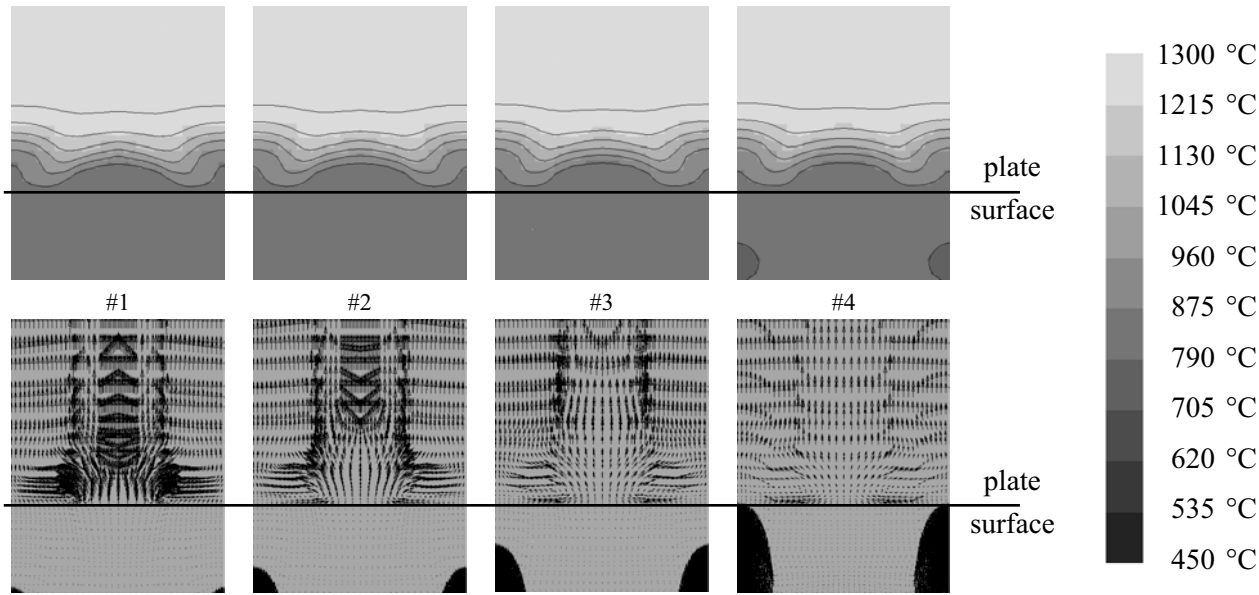 plate
surface
#1
#2
#3
#4
plate
surface
1300 °C
1215 °C
1130 °C
1045 °C
960 °C
875 °C
790 °C
705 °C
620 °C
535 °C
450 °C